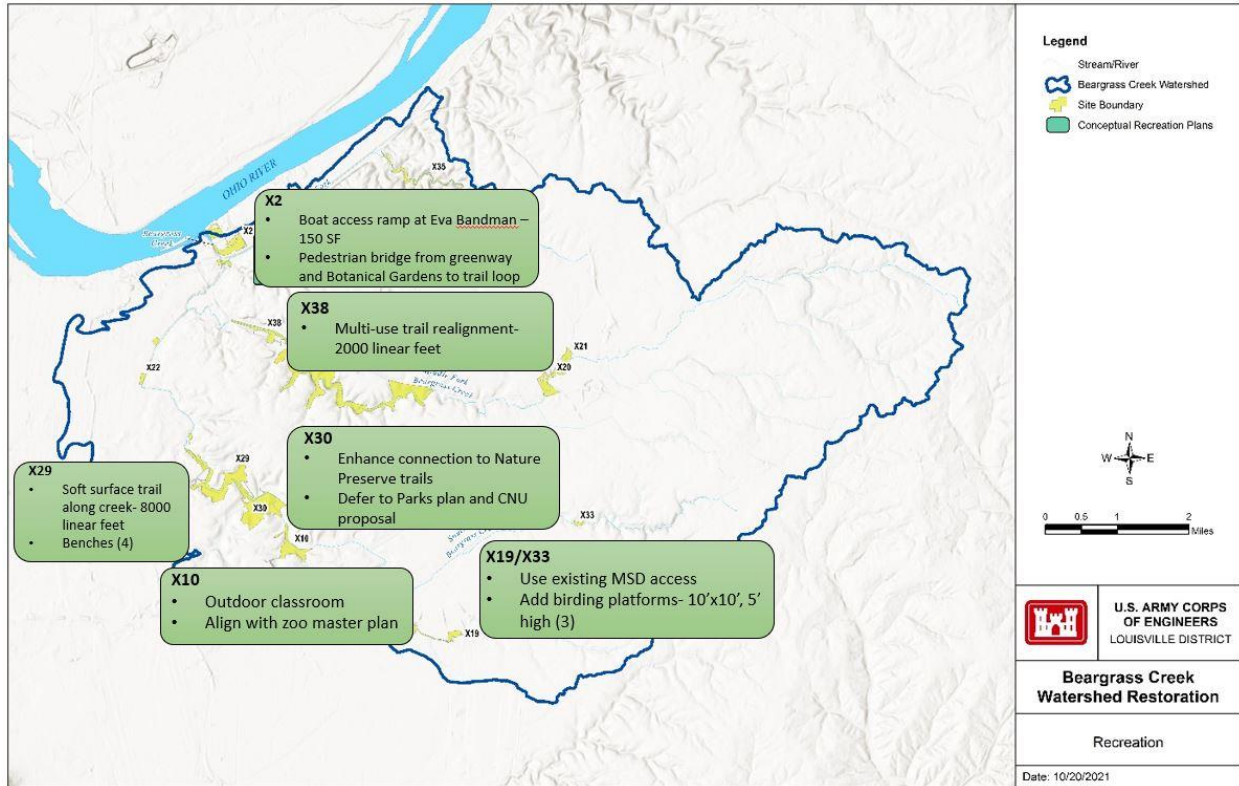 OHIO RIVER
X35
X2
• Boat access ramp at Eva Bandman –
150 SF
• Pedestrian bridge from greenway
and Botanical Gardens to trail loop
Beargrass
Creek
X2
X38
• Multi-use trail realignment-
2000 linear feet
X38
X21
X20
X22
Beargrass Creek
X30
• Enhance connection to Nature
Preserve trails
• Defer to Parks plan and CNU
proposal
X29
• Soft surface trail
along creek- 8000
linear feet
• Benches (4)
X29
X30
X10
X33
X19/X33
• Use existing MSD access
• Add birding platforms- 10’x10’, 5’
high (3)
X10
• Outdoor classroom
• Align with zoo master plan
X19
Legend
Stream/River
Beargrass Creek Watershed
Site Boundary
Conceptual Recreation Plans
N
W E
S
0 0.5 1 2
Miles
U.S. ARMY CORPS
OF ENGINEERS
LOUISVILLE DISTRICT
Beargrass Creek
Watershed Restoration
Recreation
Date: 10/20/2021